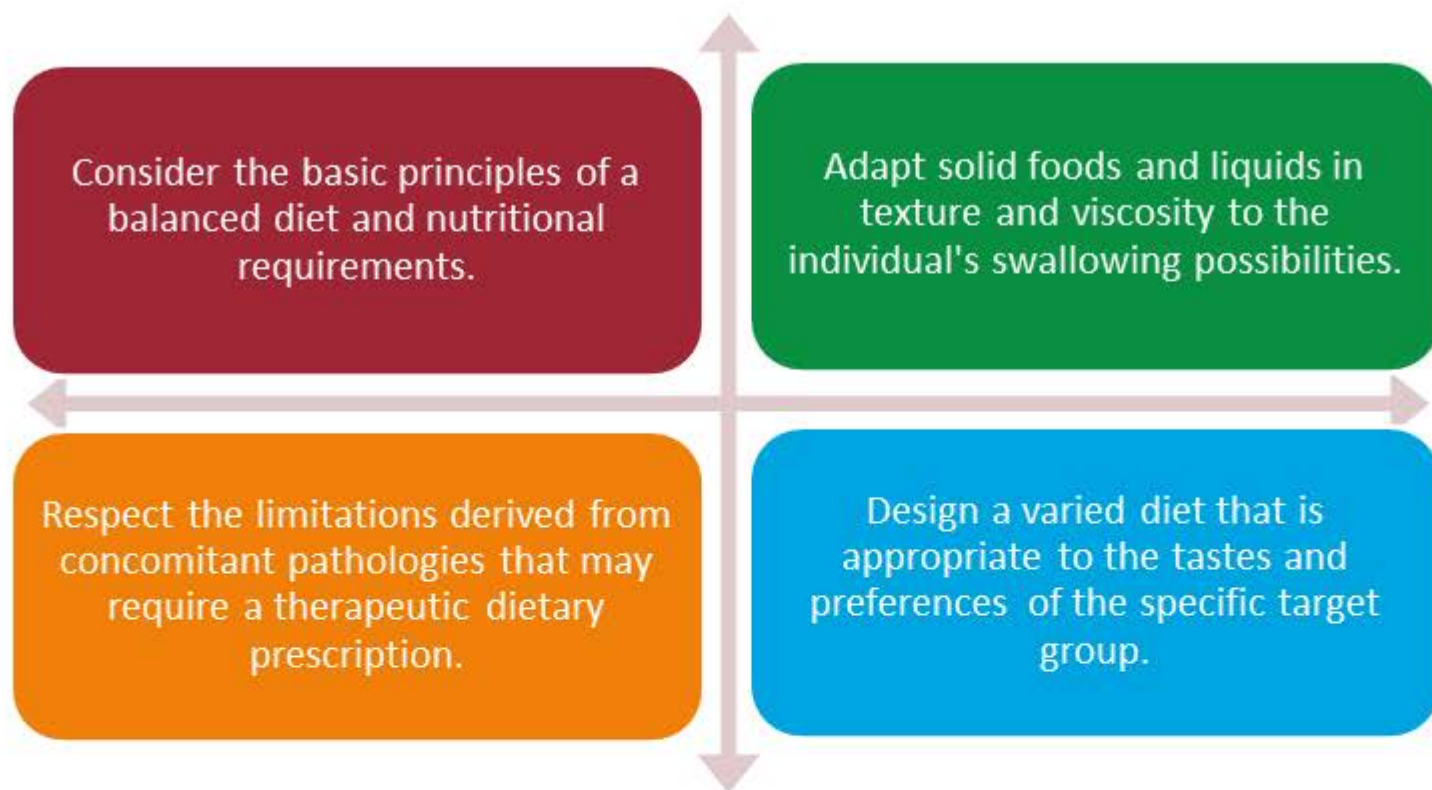 Consider the basic principles of a
balanced diet and nutritional
requirements.
Adapt solid foods and liquids in
texture and viscosity to the
individual's swallowing possibilities.
Respect the limitations derived from
concomitant pathologies that may
require a therapeutic dietary
prescription.
Design a varied diet that is
appropriate to the tastes and
preferences of the specific target
group.